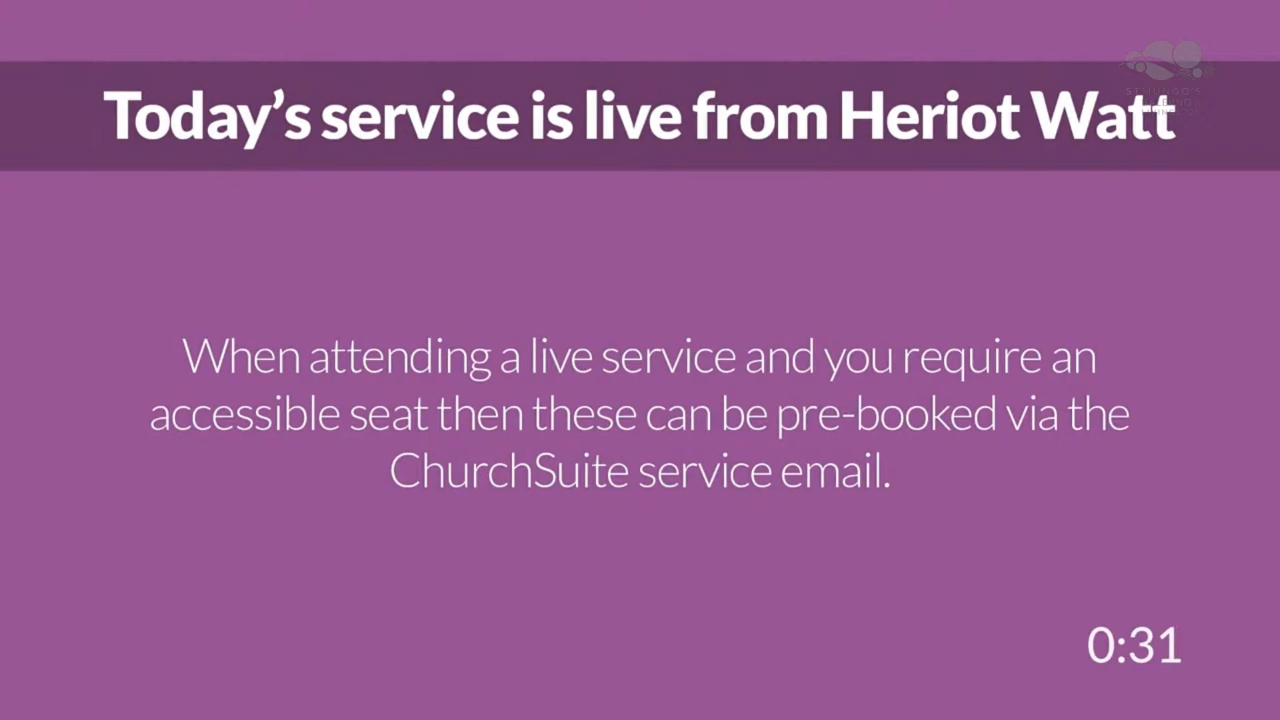 Today’s service is live from Heriot Watt
When attending a live service and you require an
accessible seat then these can be pre-booked via the
ChurchSuite service email.
0:31